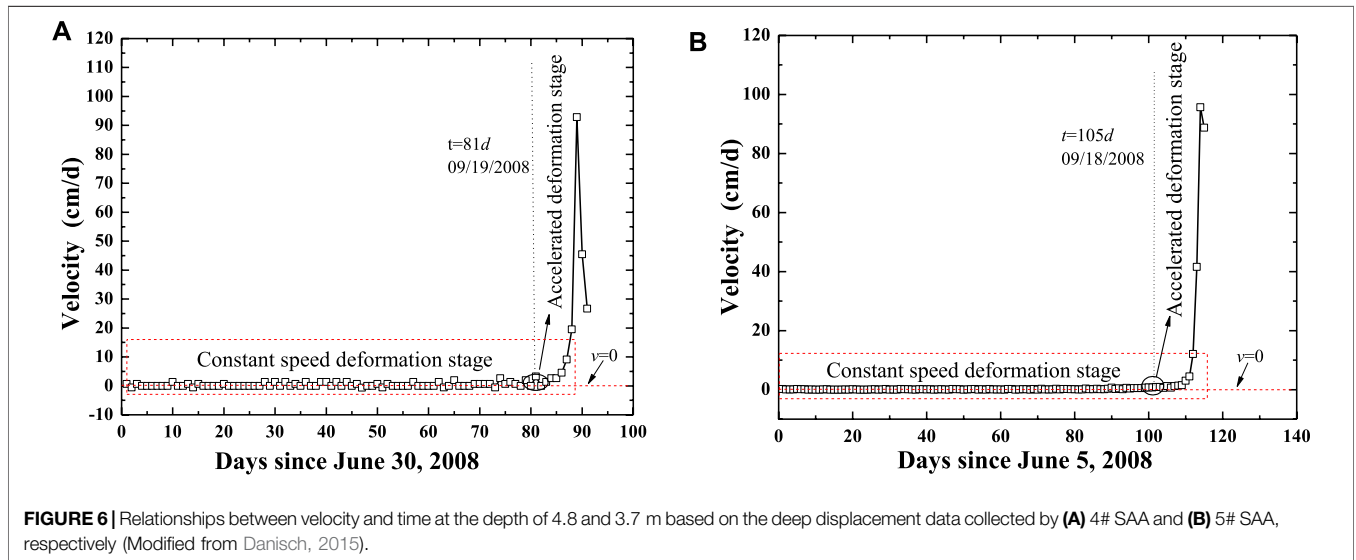 A
120
110
100
90
80
70
60
50
40
30
20
10
0
-10
Velocity (cm/d)
t=81d
09/19/2008
Accelerated deformation stage
Constant speed deformation stage
v=0
0 10 20 30 40 50 60 70 80 90 100
Days since June 30, 2008
B
120
100
80
60
40
20
0
Velocity (cm/d)
t=105d
09/18/2008
Accelerated deformation stage
Constant speed deformation stage
v=0
0 20 40 60 80 100 120 140
Days since June 5, 2008
FIGURE 6 | Relationships between velocity and time at the depth of 4.8 and 3.7 m based on the deep displacement data collected by (A) 4# SAA and (B) 5# SAA,
respectively (Modified from Danisch, 2015).